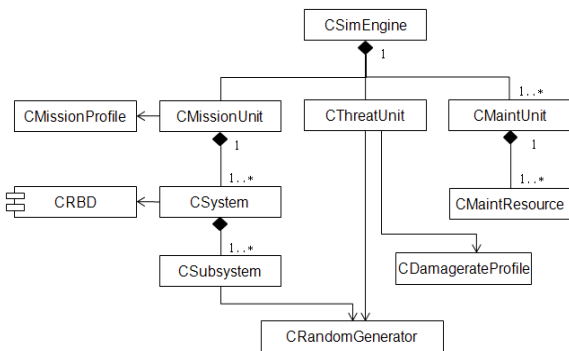 CSimEngine
1
1..*
CMissionProfile
CMissionUnit
CThreatUnit
CMaintUnit
1
1
1..*
1..*
CRBD
CSystem
CMaintResource
1..*
CSubsystem
CDamagerateProfile
CRandomGenerator